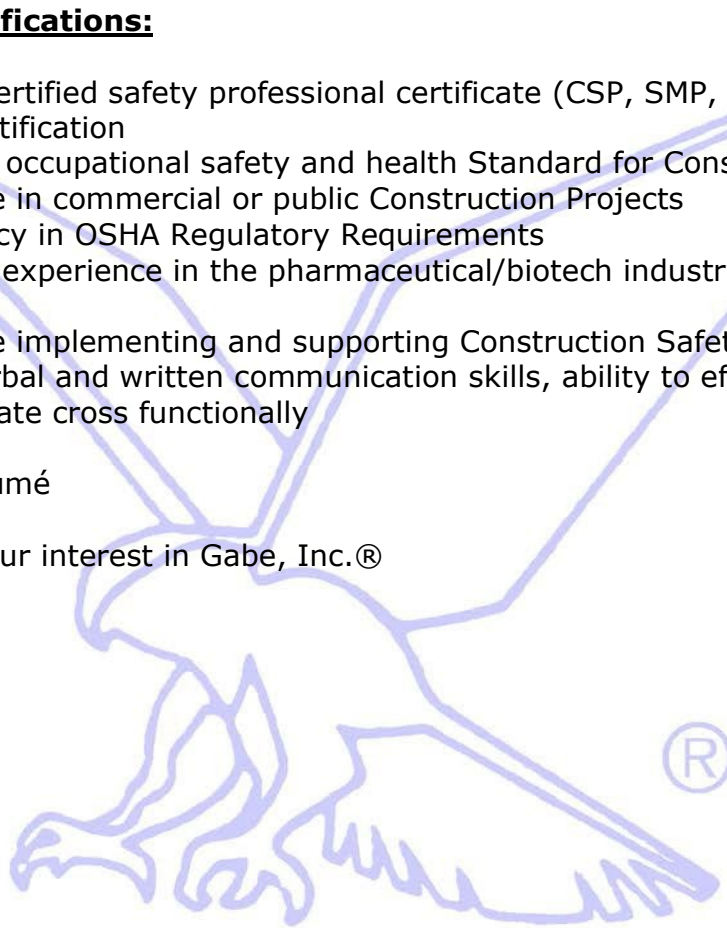 fications:
ertified safety professional certificate (CSP, SMP,
tification
occupational safety and health Standard for Cons
e in commercial or public Construction Projects
cy in OSHA Regulatory Requirements
experience in the pharmaceutical/biotech industr
e implementing and supporting Construction Safet
rbal and written communication skills, ability to ef
ate cross functionally
umé
ur interest in Gabe, Inc.®
®